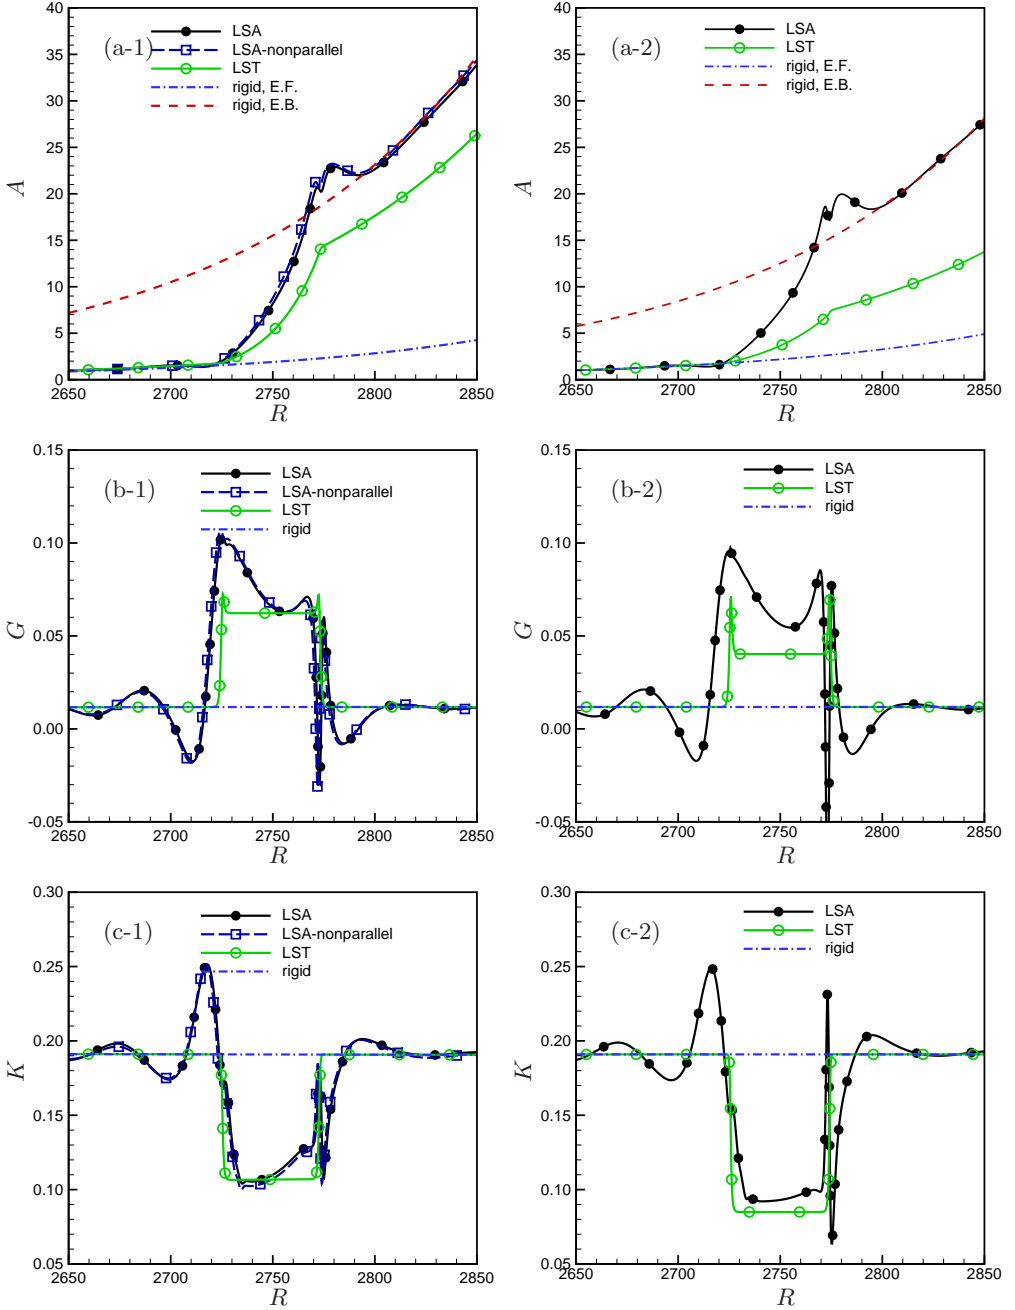 (a-1)
LSA
LSA-nonparallel
LST
rigid, E.F.
rigid, E.B.
A
40
35
30
25
20
15
10
5
0
2650 2700 2750 2800 2850
R
(a-2)
LSA
LST
rigid, E.F.
rigid, E.B.
A
40
35
30
25
20
15
10
5
0
2650 2700 2750 2800 2850
R
(b-1)
LSA
LSA-nonparallel
LST
rigid
G
0.15
0.10
0.05
0.00
-0.05
2650 2700 2750 2800 2850
R
(b-2)
LSA
LST
rigid
G
0.15
0.10
0.05
0.00
-0.05
2650 2700 2750 2800 2850
R
(c-1)
LSA
LSA-nonparallel
LST
rigid
K
0.30
0.25
0.20
0.15
0.10
0.05
2650 2700 2750 2800 2850
R
(c-2)
LSA
LST
rigid
K
0.30
0.25
0.20
0.15
0.10
0.05
2650 2700 2750 2800 2850
R